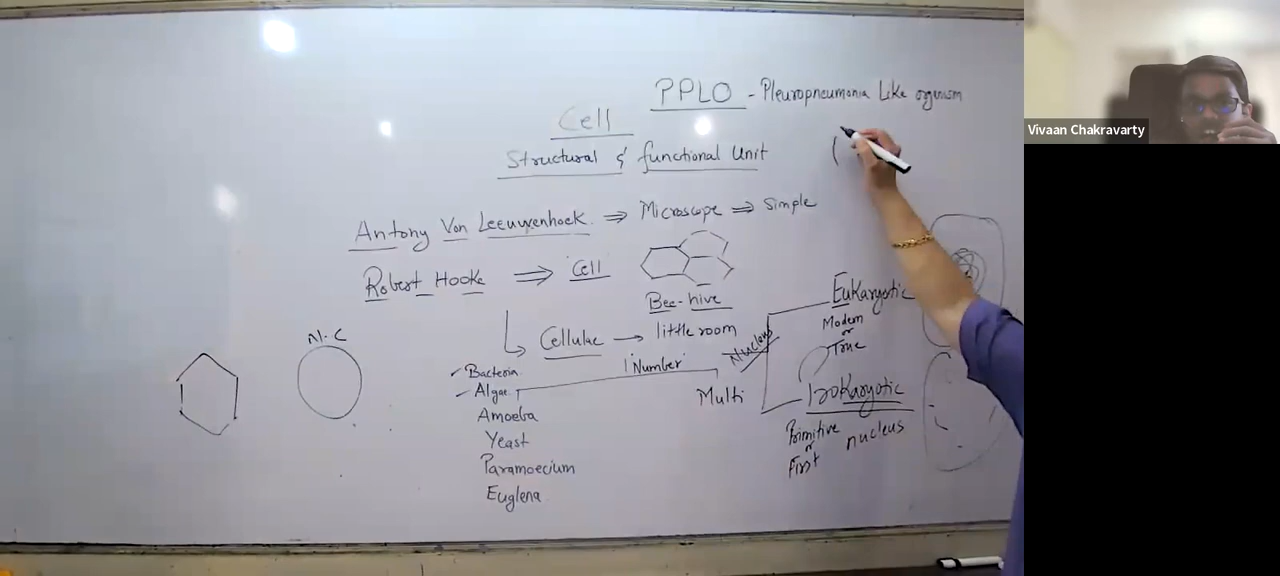 PPLO - Pleuropneumonia Like organism
Cell
Structural & functional Unit
Antony Von Leeuwenhoek ⇒ Microscope ⇒ Simple
Robert Hooke ⇒ Cell
Bee-hive
Cellulae → little room
Number
Bacteria
Algae
Amoeba
Yeast
Paramoecium
Euglena
Multi
Nucleus
EuKaryotic
Modern
or
True
ProKaryotic
Primitive
or
First
nucleus
N.C
Vivaan Chakravarty